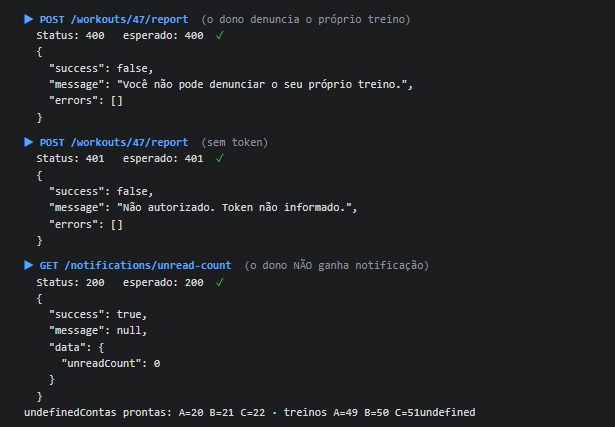 ▶ POST /workouts/47/report  (o dono denuncia o próprio treino)
  Status: 400   esperado: 400  ✓
  {
    "success": false,
    "message": "Você não pode denunciar o seu próprio treino.",
    "errors": []
  }
▶ POST /workouts/47/report  (sem token)
  Status: 401   esperado: 401  ✓
  {
    "success": false,
    "message": "Não autorizado. Token não informado.",
    "errors": []
  }
▶ GET /notifications/unread-count  (o dono NÃO ganha notificação)
  Status: 200   esperado: 200  ✓
  {
    "success": true,
    "message": null,
    "data": {
      "unreadCount": 0
    }
  }
undefinedContas prontas: A=20 B=21 C=22 · treinos A=49 B=50 C=51undefined